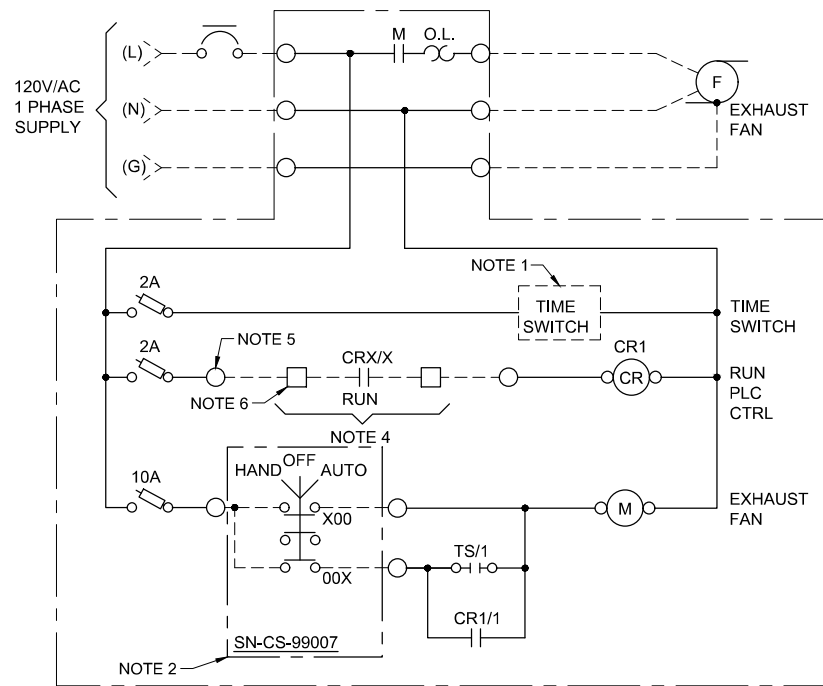 M
O.L.
(L)
120V/AC
1 PHASE
SUPPLY
(N)
(G)
F
EXHAUST
FAN
NOTE 1
2A
TIME
SWITCH
TIME
SWITCH
2A
NOTE 5
CRX/X
CR1
CR
RUN
PLC
CTRL
NOTE 6
RUN
NOTE 4
10A
HAND
OFF
AUTO
X00
M
EXHAUST
FAN
TS/1
00X
CR1/1
SN-CS-99007
NOTE 2